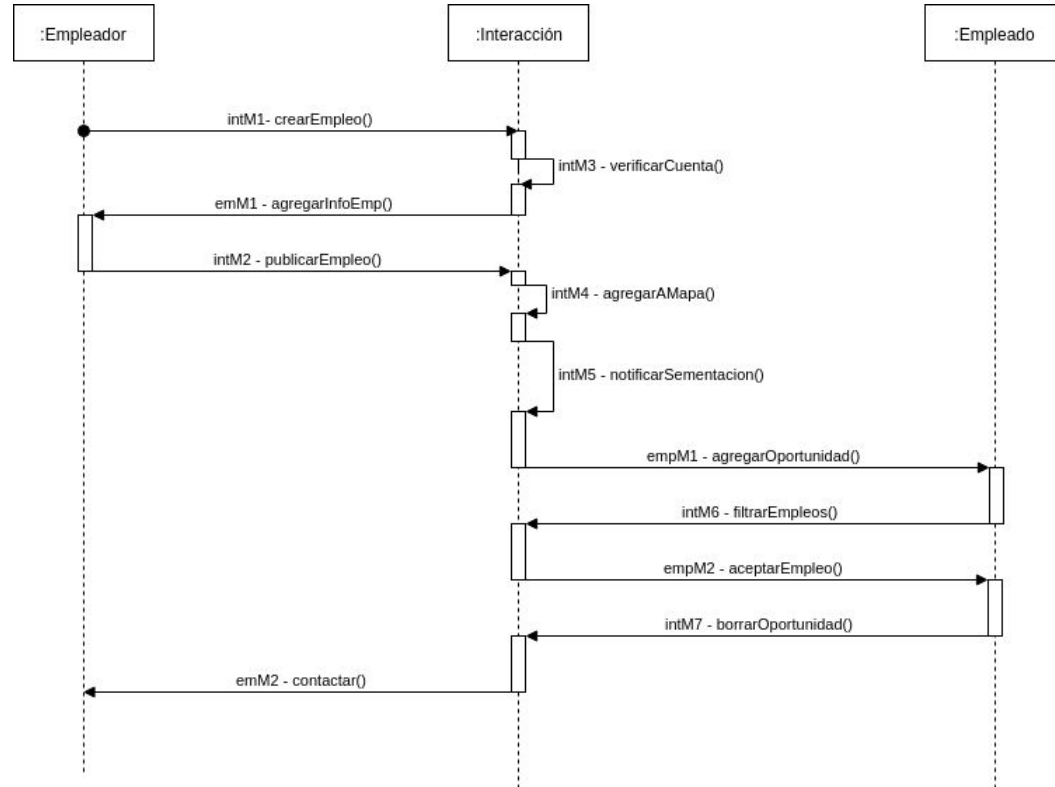 :Empleador
:Interacción
:Empleado
intM1- crearEmpleo()
intM3 - verificarCuenta()
emM1 - agregarInfoEmp()
intM2 - publicarEmpleo()
intM4 - agregarAMapa()
intM5 - notificarSementacion()
empM1 - agregarOportunidad()
intM6 - filtrarEmpleos()
empM2 - aceptarEmpleo()
intM7 - borrarOportunidad()
emM2 - contactar()